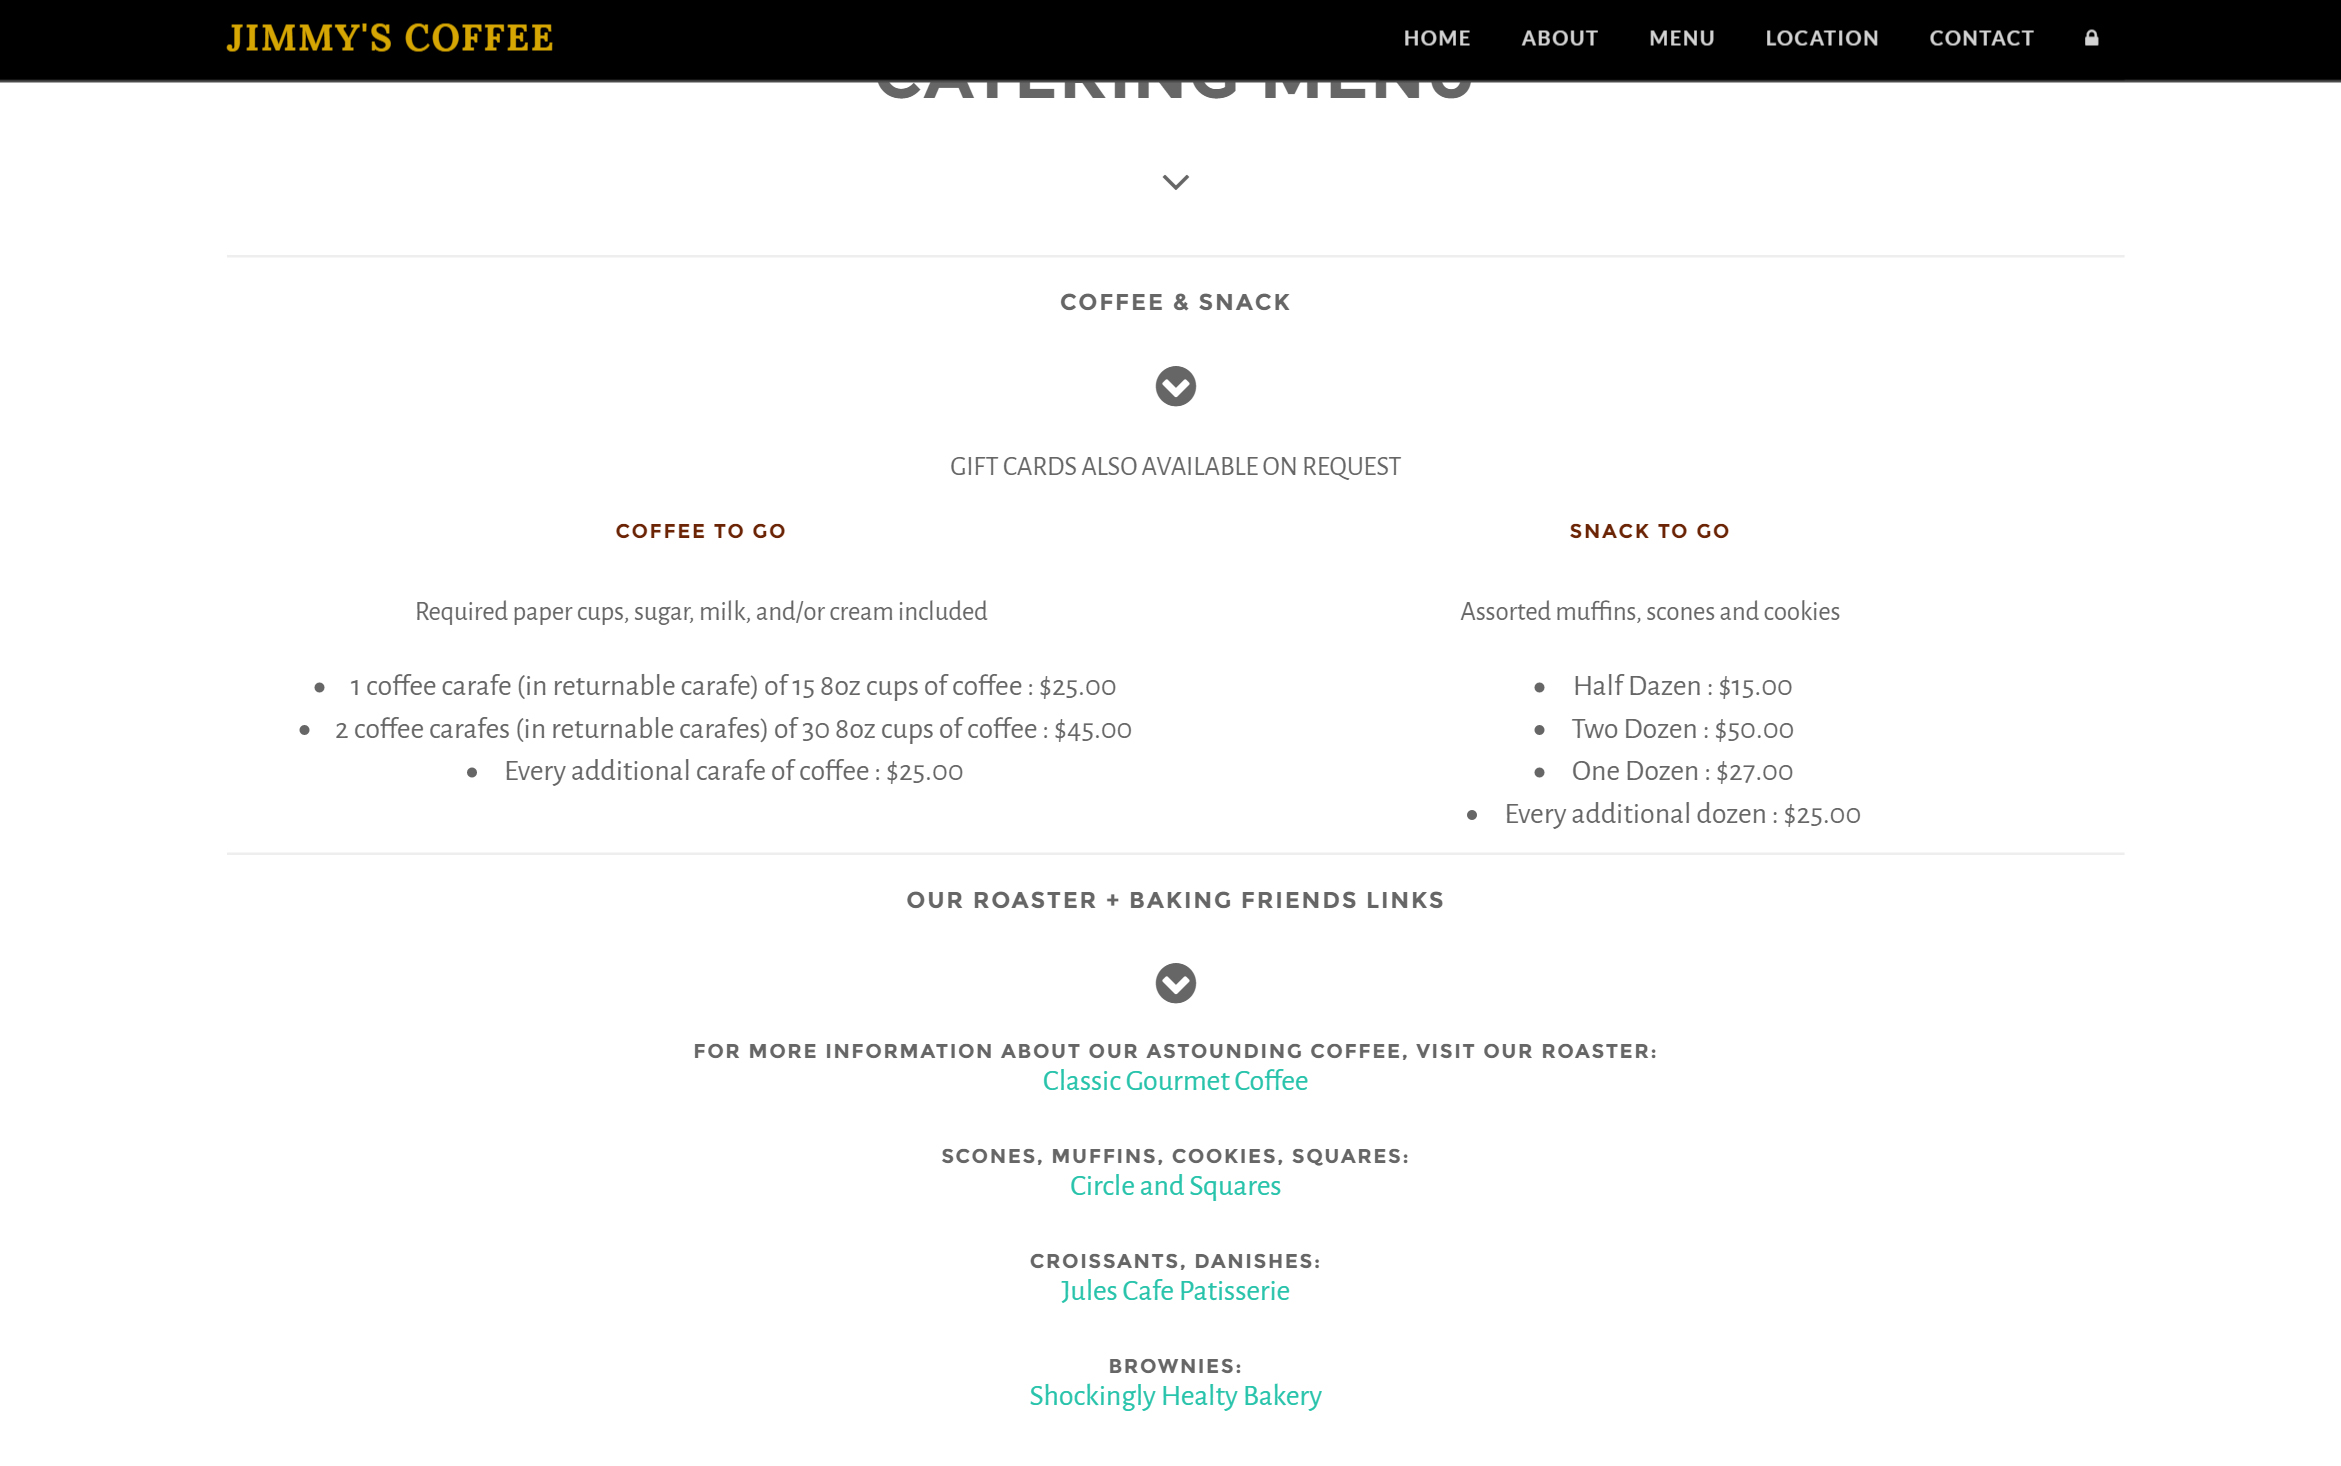 JIMMY'S COFFEE
HOME ABOUT MENU LOCATION CONTACT
CATERING MENU
COFFEE & SNACK
GIFT CARDS ALSO AVAILABLE ON REQUEST
COFFEE TO GO
Required paper cups, sugar, milk, and/or cream included
• 1 coffee carafe (in returnable carafe) of 15 8oz cups of coffee : $25.00
• 2 coffee carafes (in returnable carafes) of 30 8oz cups of coffee : $45.00
• Every additional carafe of coffee : $25.00
SNACK TO GO
Assorted muffins, scones and cookies
• Half Dazen : $15.00
• Two Dozen : $50.00
• One Dozen : $27.00
• Every additional dozen : $25.00
OUR ROASTER + BAKING FRIENDS LINKS
FOR MORE INFORMATION ABOUT OUR ASTOUNDING COFFEE, VISIT OUR ROASTER:
Classic Gourmet Coffee
SCONES, MUFFINS, COOKIES, SQUARES:
Circle and Squares
CROISSANTS, DANISHES:
Jules Cafe Patisserie
BROWNIES:
Shockingly Healty Bakery